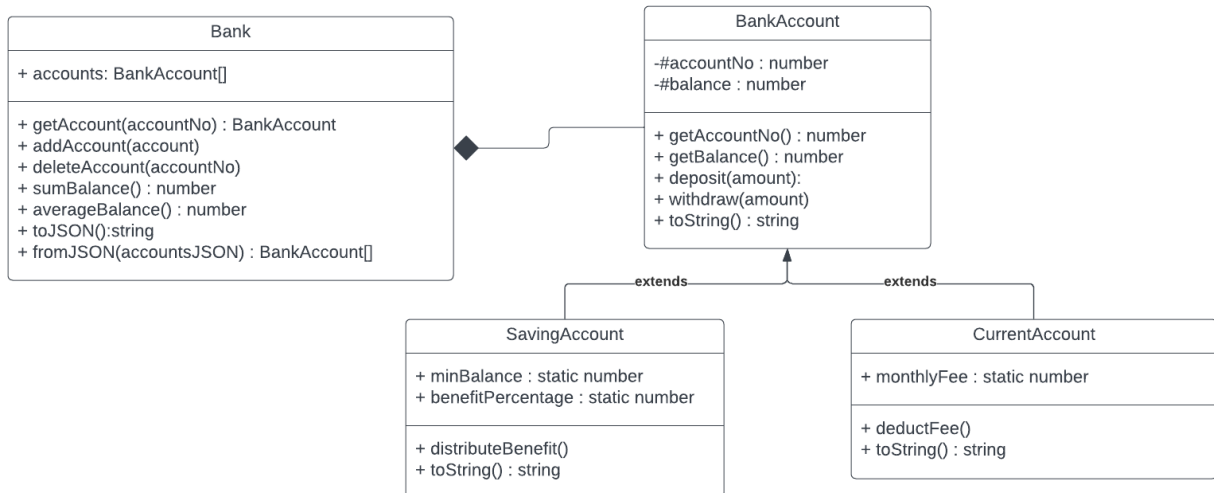 Bank
+ accounts: BankAccount[]
+ getAccount(accountNo) : BankAccount
+ addAccount(account)
+ deleteAccount(accountNo)
+ sumBalance() : number
+ averageBalance() : number
+ toJSON():string
+ fromJSON(accountsJSON) : BankAccount[]
BankAccount
-#accountNo : number
-#balance : number
+ getAccountNo() : number
+ getBalance() : number
+ deposit(amount):
+ withdraw(amount)
+ toString() : string
extends
extends
SavingAccount
+ minBalance : static number
+ benefitPercentage : static number
+ distributeBenefit()
+ toString() : string
CurrentAccount
+ monthlyFee : static number
+ deductFee()
+ toString() : string